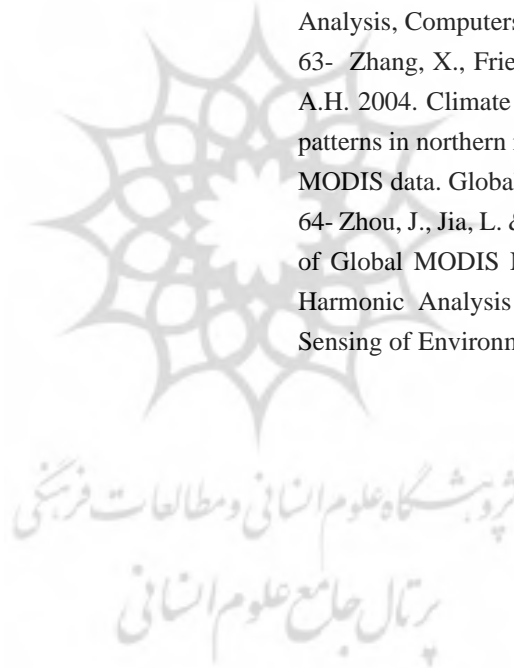 Analysis, Computers
63- Zhang, X., Frie
A.H. 2004. Climate
patterns in northern
MODIS data. Globa
64- Zhou, J., Jia, L.
of Global MODIS
Harmonic Analysis
Sensing of Environ
پژوهشگاه علوم انسانی و مطالعات فرهنگی
پرتال جامع علوم انسانی